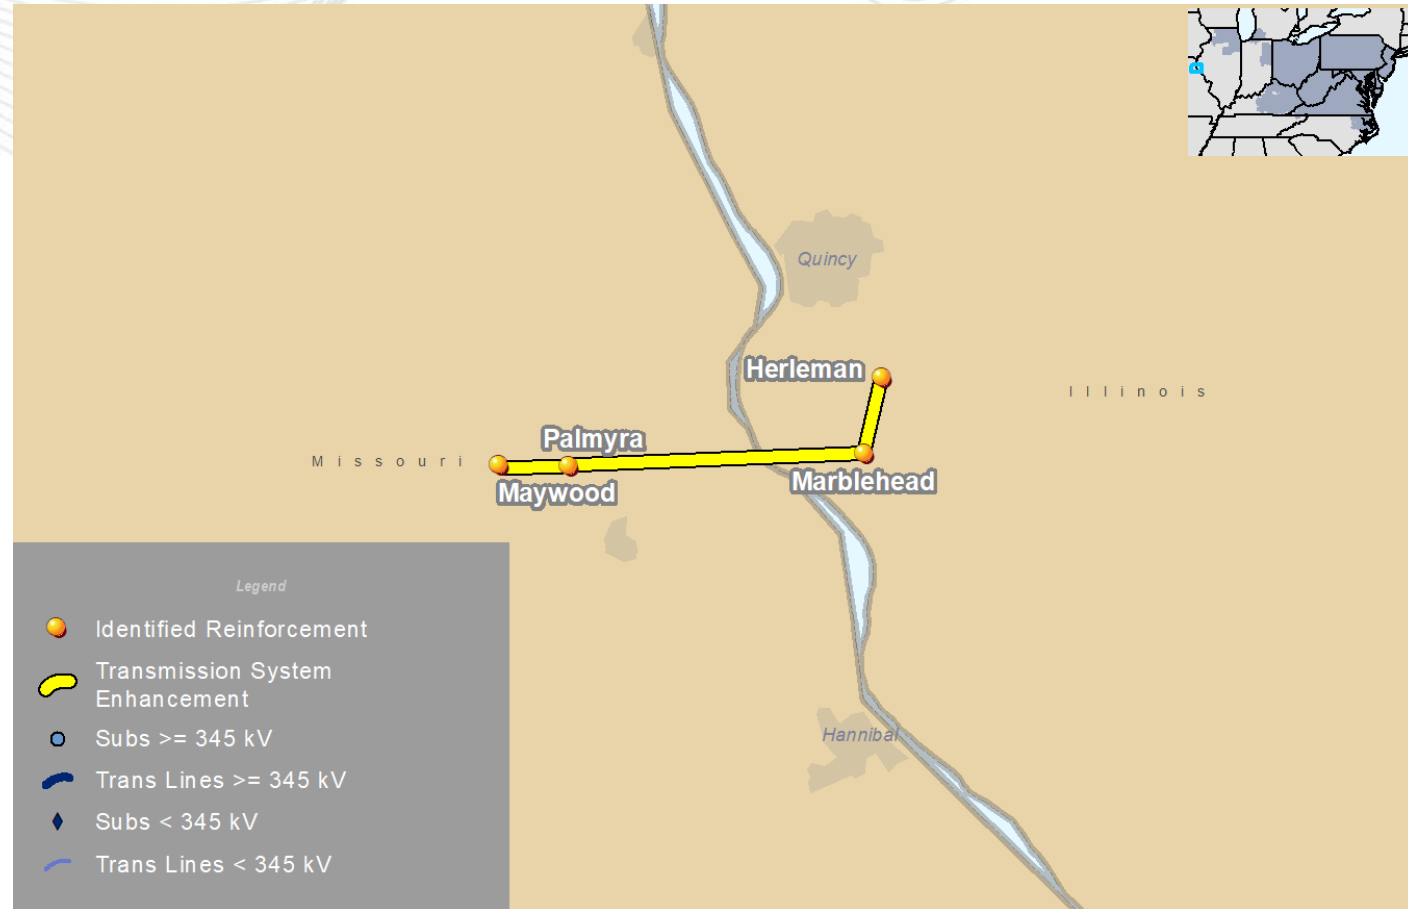 Quincy
Herleman
Illinois
Palmyra
Missouri
Marblehead
Maywood
Legend
Identified Reinforcement
Transmission System
Enhancement
Hannibal
Subs >= 345 kV
Trans Lines >= 345 kV
Subs < 345 kV
Trans Lines < 345 kV